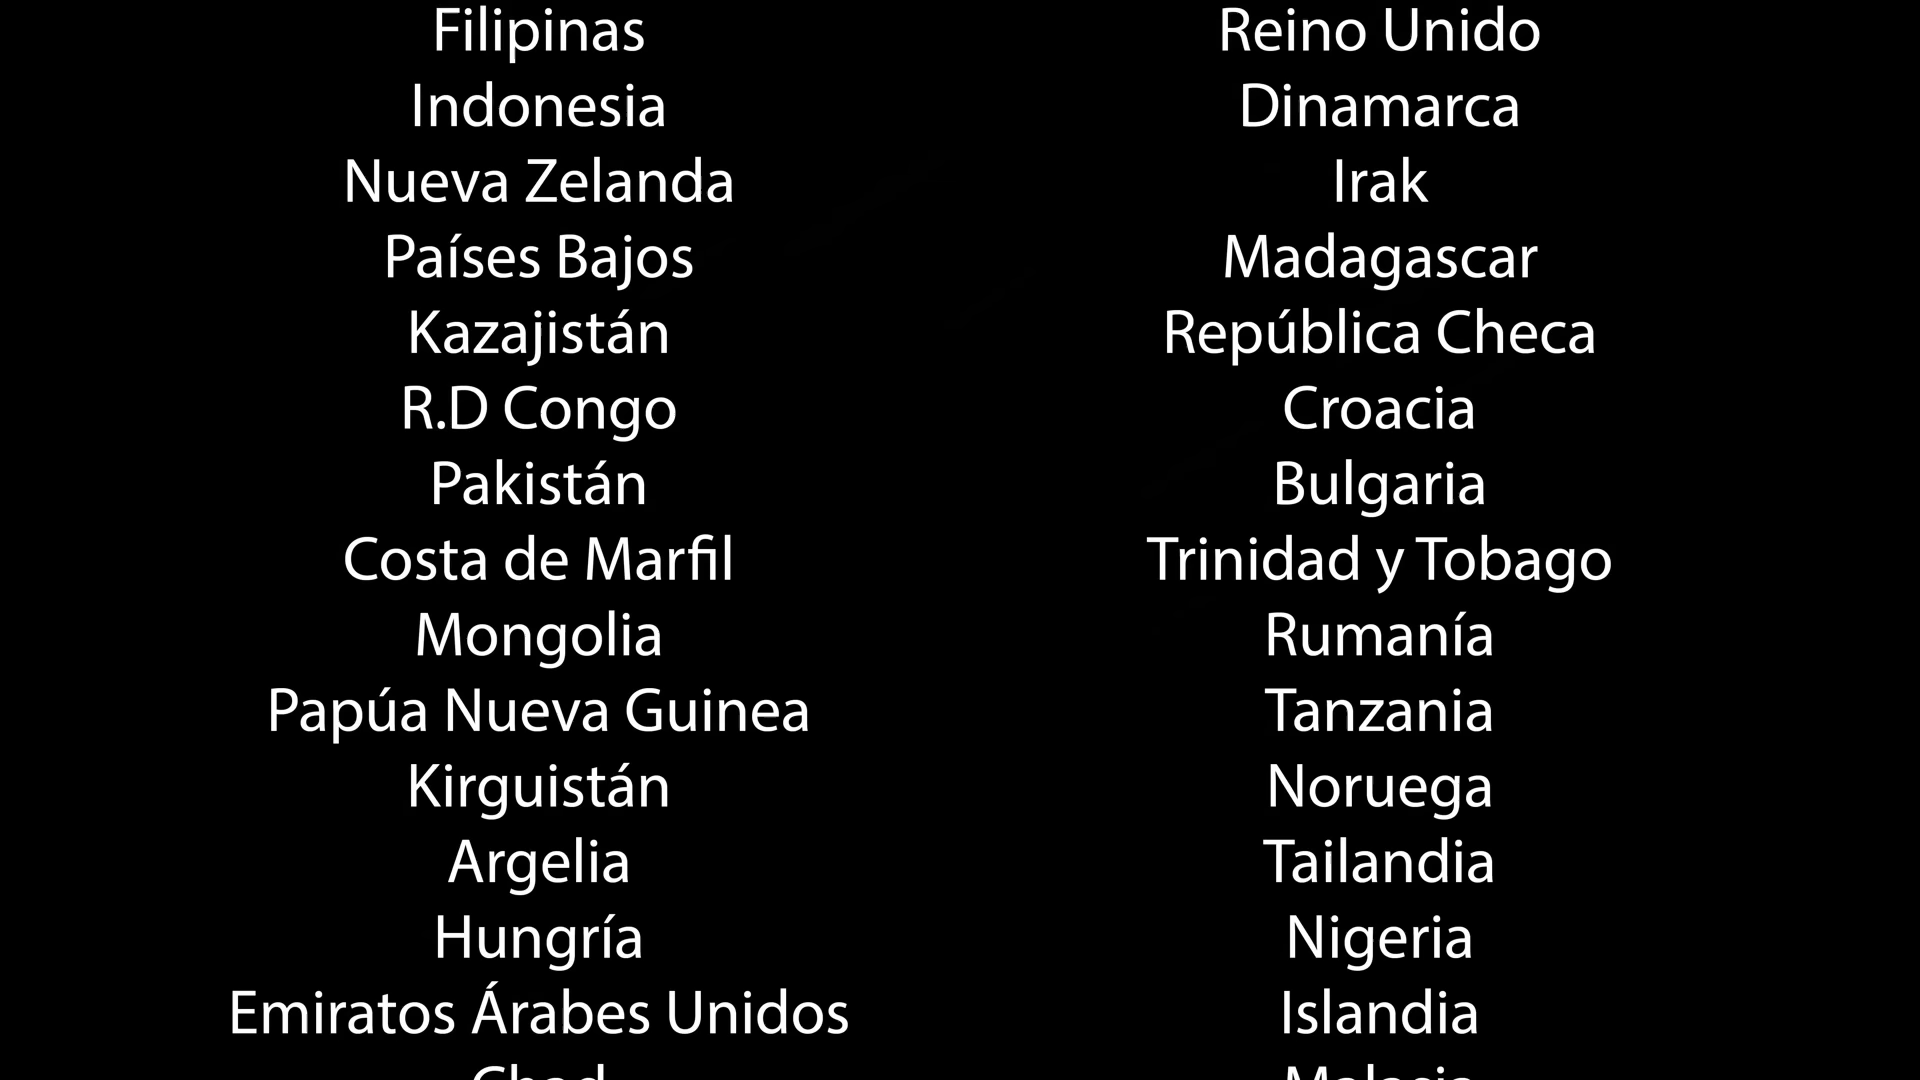 Filipinas
Indonesia
Nueva Zelanda
Países Bajos
Kazajistán
R.D Congo
Pakistán
Costa de Marfil
Mongolia
Papúa Nueva Guinea
Kirguistán
Argelia
Hungría
Emiratos Árabes Unidos
Chad
Reino Unido
Dinamarca
Irak
Madagascar
República Checa
Croacia
Bulgaria
Trinidad y Tobago
Rumanía
Tanzania
Noruega
Tailandia
Nigeria
Islandia
Malasia